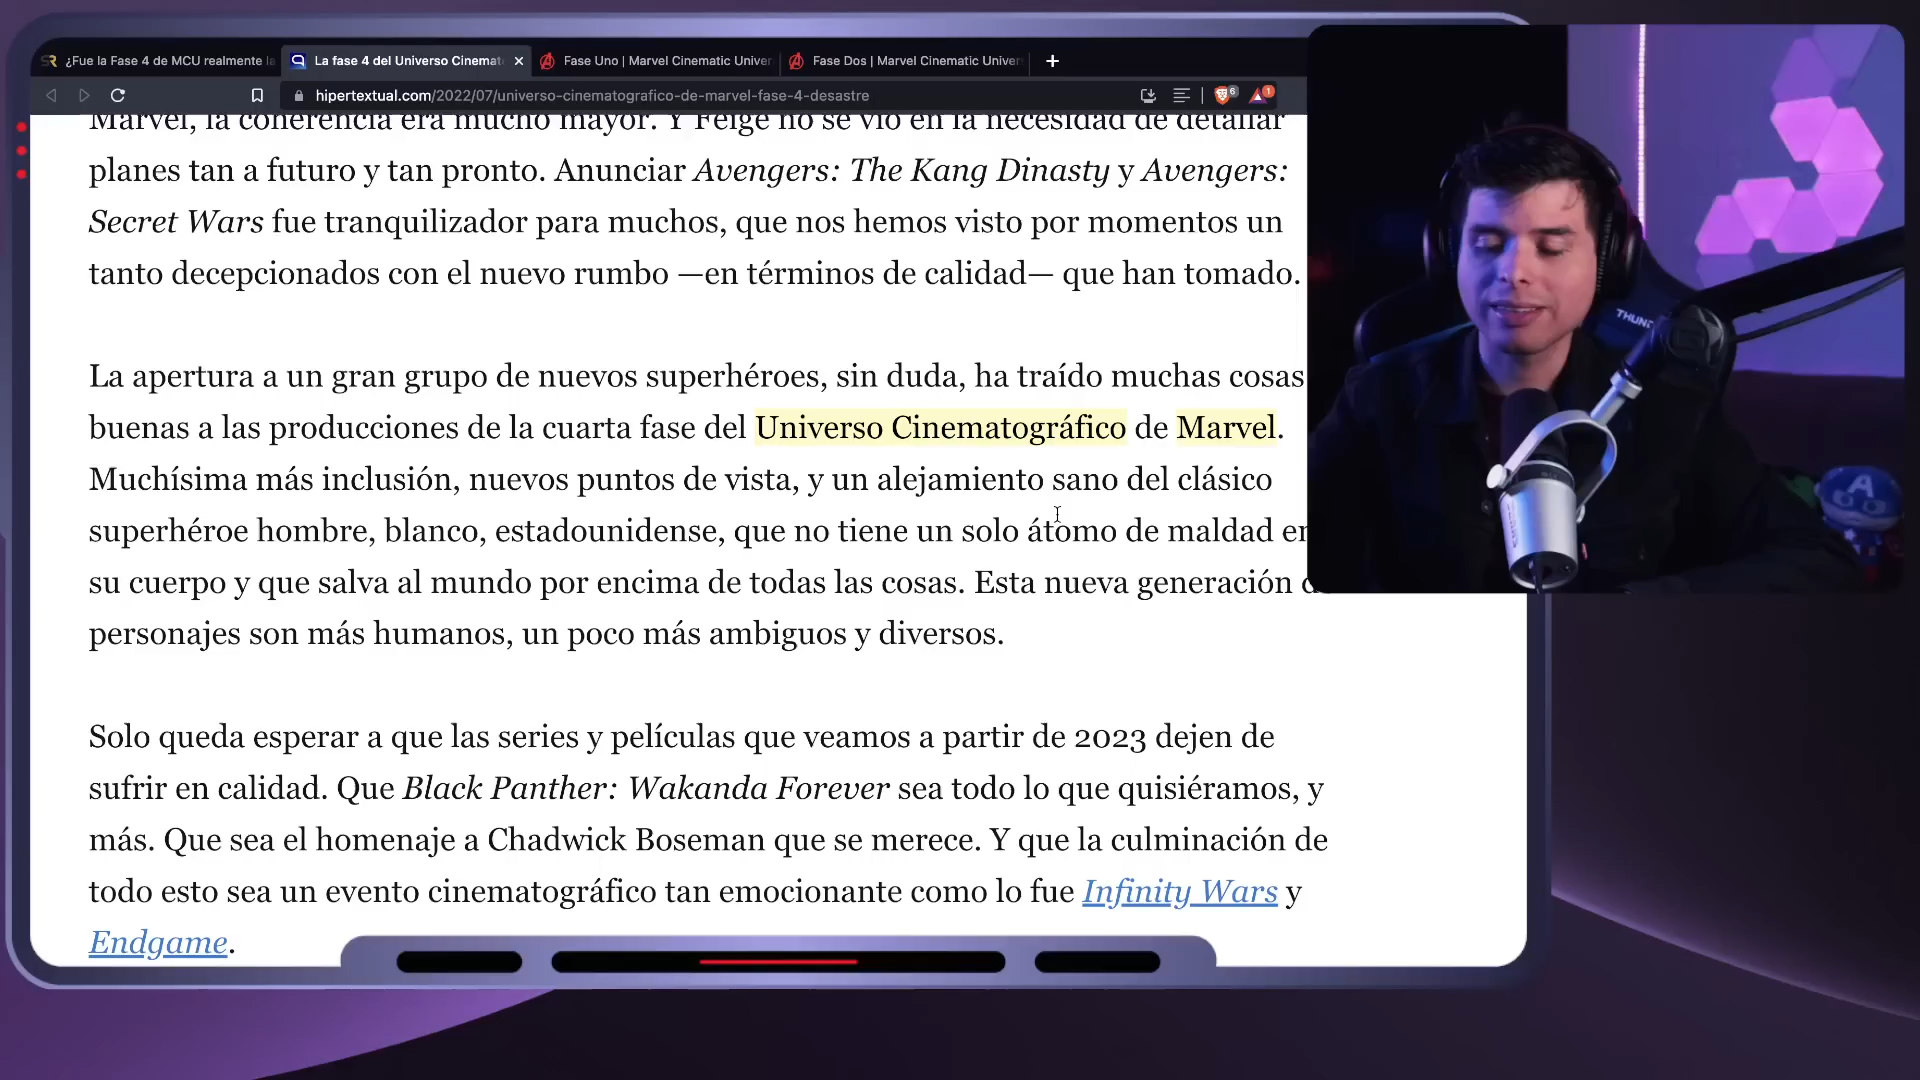 ¿Fue la Fase 4 de MCU realmente la
La fase 4 del Universo Cinemat
Fase Uno | Marvel Cinematic Univer
Fase Dos | Marvel Cinematic Univer
hipertextual.com/2022/07/universo-cinematografico-de-marvel-fase-4-desastre
6
1
Marvel, la coherencia era mucho mayor. Y Feige no se vio en la necesidad de detallar
planes tan a futuro y tan pronto. Anunciar Avengers: The Kang Dinasty y Avengers:
Secret Wars fue tranquilizador para muchos, que nos hemos visto por momentos un
tanto decepcionados con el nuevo rumbo —en términos de calidad— que han tomado.
La apertura a un gran grupo de nuevos superhéroes, sin duda, ha traído muchas cosas
buenas a las producciones de la cuarta fase del Universo Cinematográfico de Marvel.
Muchísima más inclusión, nuevos puntos de vista, y un alejamiento sano del clásico
superhéroe hombre, blanco, estadounidense, que no tiene un solo átomo de maldad en
su cuerpo y que salva al mundo por encima de todas las cosas. Esta nueva generación
personajes son más humanos, un poco más ambiguos y diversos.
Solo queda esperar a que las series y películas que veamos a partir de 2023 dejen de
sufrir en calidad. Que Black Panther: Wakanda Forever sea todo lo que quisiéramos, y
más. Que sea el homenaje a Chadwick Boseman que se merece. Y que la culminación de
todo esto sea un evento cinematográfico tan emocionante como lo fue Infinity Wars y
Endgame.
THUND
A